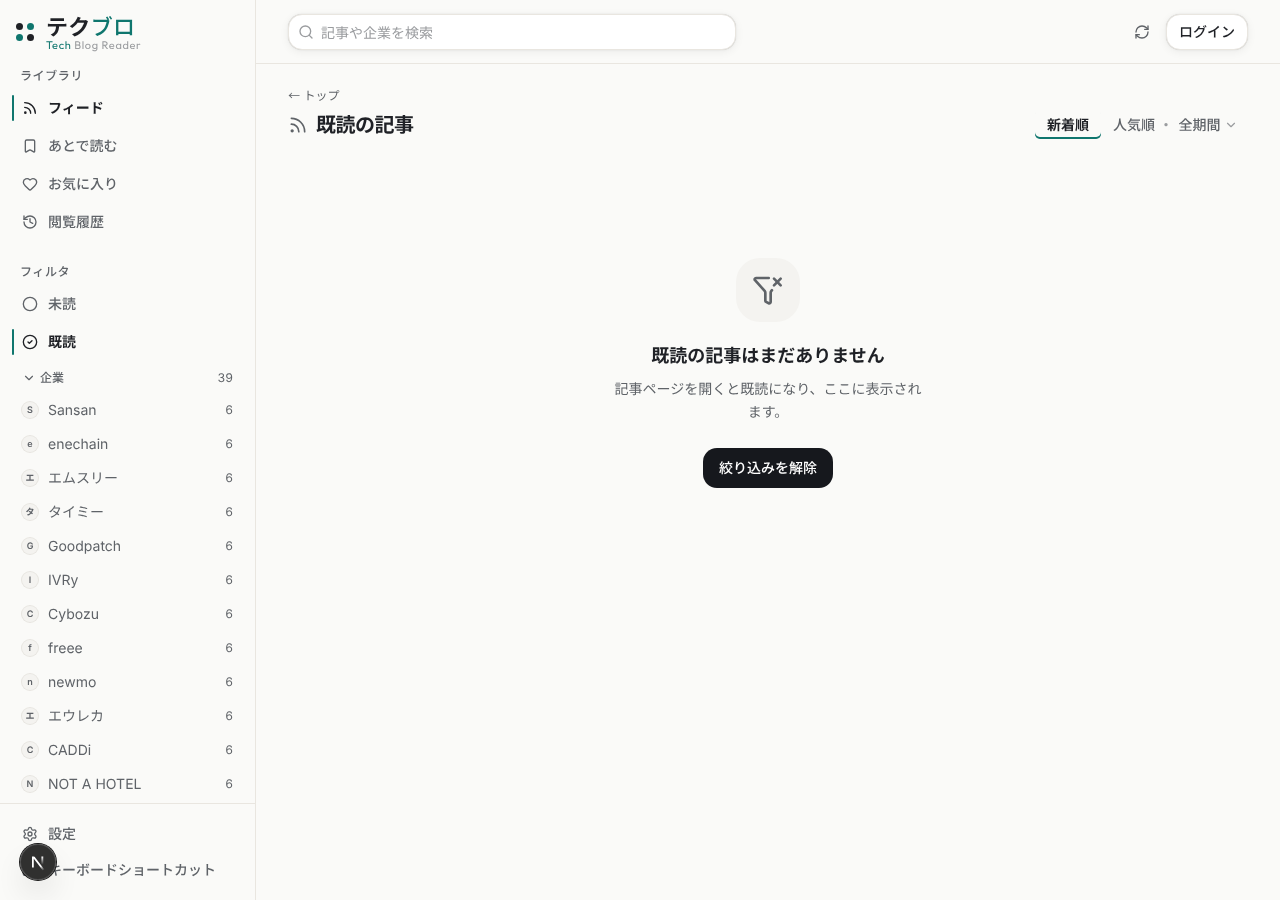 テクブロ
Tech Blog Reader
記事や企業を検索
ログイン
ライブラリ
フィード
あとで読む
お気に入り
閲覧履歴
フィルタ
未読
既読
企業 39
S Sansan 6
e enechain 6
エ エムスリー 6
タ タイミー 6
G Goodpatch 6
I IVRy 6
C Cybozu 6
f freee 6
n newmo 6
エ エウレカ 6
C CADDi 6
N NOT A HOTEL 6
設定
N キーボードショートカット
← トップ
既読の記事
新着順 人気順 • 全期間
既読の記事はまだありません
記事ページを開くと既読になり、ここに表示され
ます。
絞り込みを解除